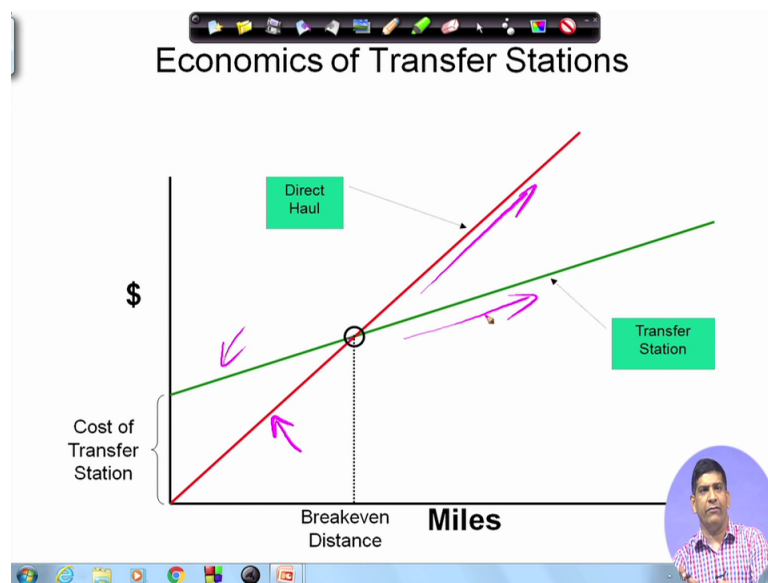 Economics of Transfer Stations
Direct
Haul
$
Transfer
Station
Cost of
Transfer
Station
Breakeven
Distance
Miles